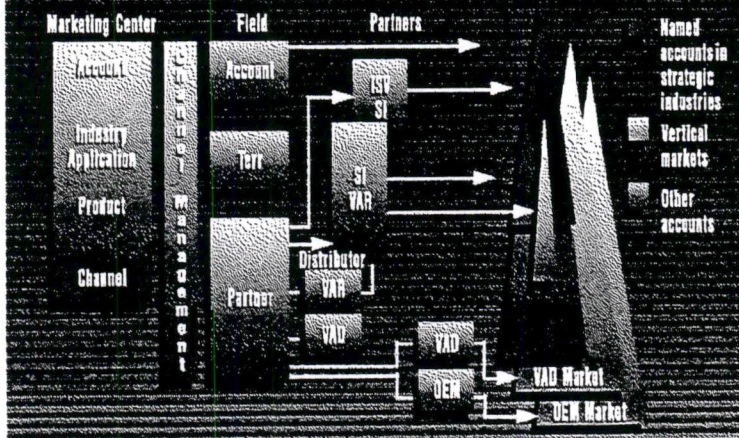 Marketing Center
Field
Partners
Account
Industry
Application
Product
Channel
Channel Management
Account
Terr
Partner
ISV
SI
SI
VAR
Distributor
VAR
VAD
VAD
OEM
VAD Market
OEM Market
Named
accounts in
strategic
industries
Vertical
markets
Other
accounts